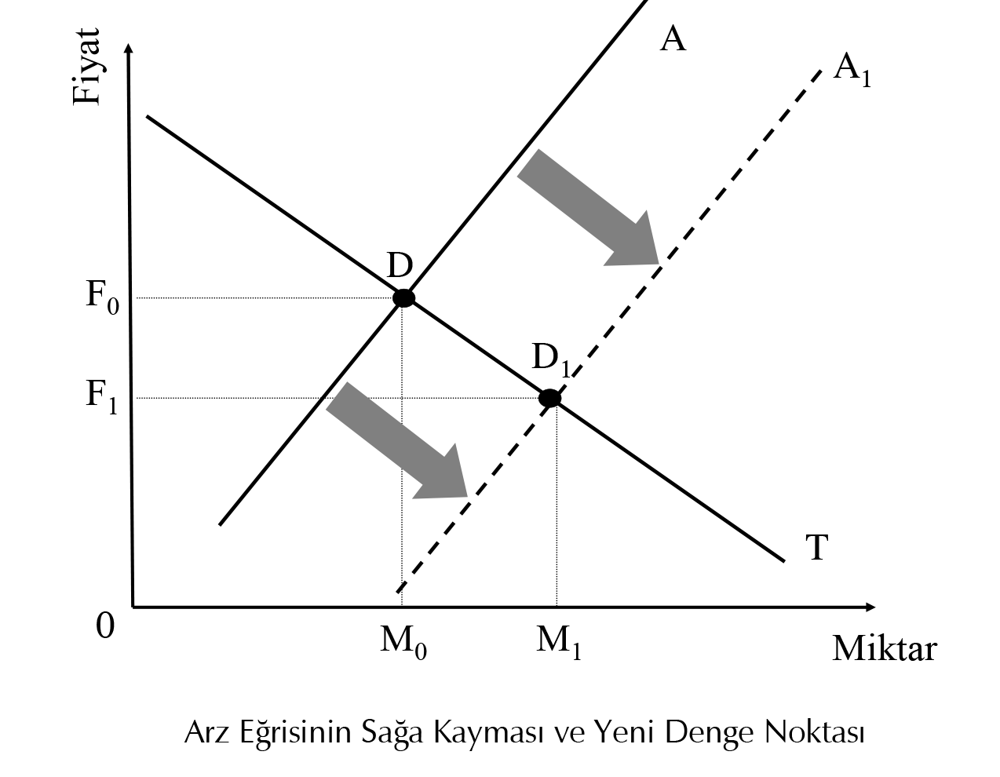 Fiyat
A
A₁
D
F₀
D₁
F₁
T
0
M₀
M₁
Miktar
Arz Eğrisinin Sağa Kayması ve Yeni Denge Noktası